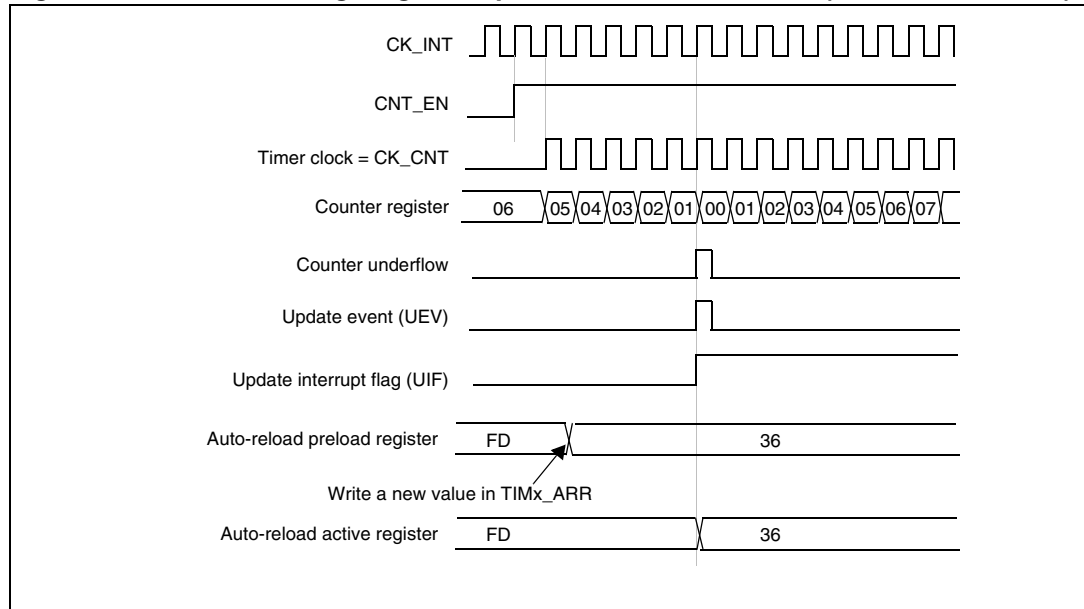 CK_INT
CNT_EN
Timer clock = CK_CNT
Counter register 06 05 04 03 02 01 00 01 02 03 04 05 06 07
Counter underflow
Update event (UEV)
Update interrupt flag (UIF)
Auto-reload preload register FD 36
Write a new value in TIMx_ARR
Auto-reload active register FD 36